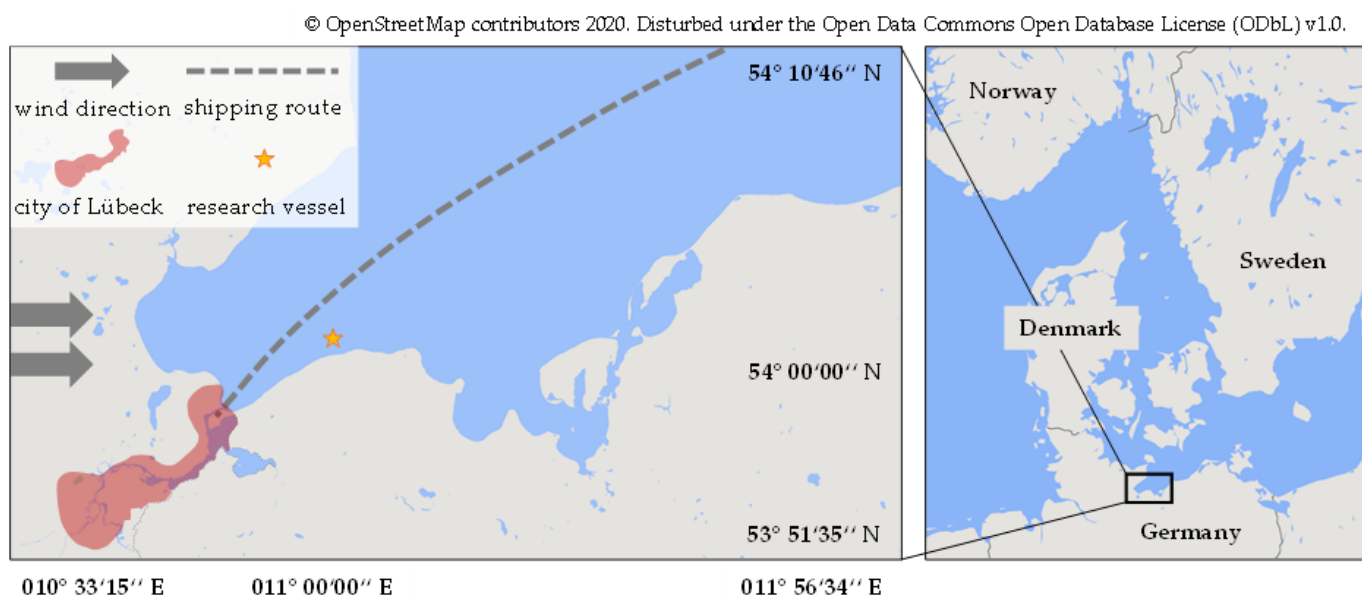 © OpenStreetMap contributors 2020. Disturbed under the Open Data Commons Open Database License (ODbL) v1.0.
wind direction
shipping route
city of Lübeck
research vessel
54° 10‘46‘‘ N
54° 00‘00‘‘ N
53° 51‘35‘‘ N
010° 33‘15‘‘ E
011° 00‘00‘‘ E
011° 56‘34‘‘ E
Norway
Sweden
Denmark
Germany